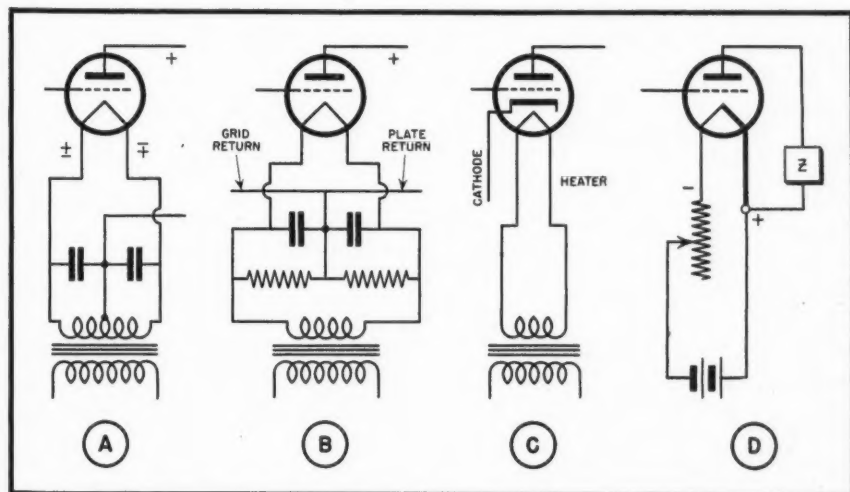 +
+
±
∓
GRID RETURN
PLATE RETURN
CATHODE
HEATER
Z
−
+
A
B
C
D